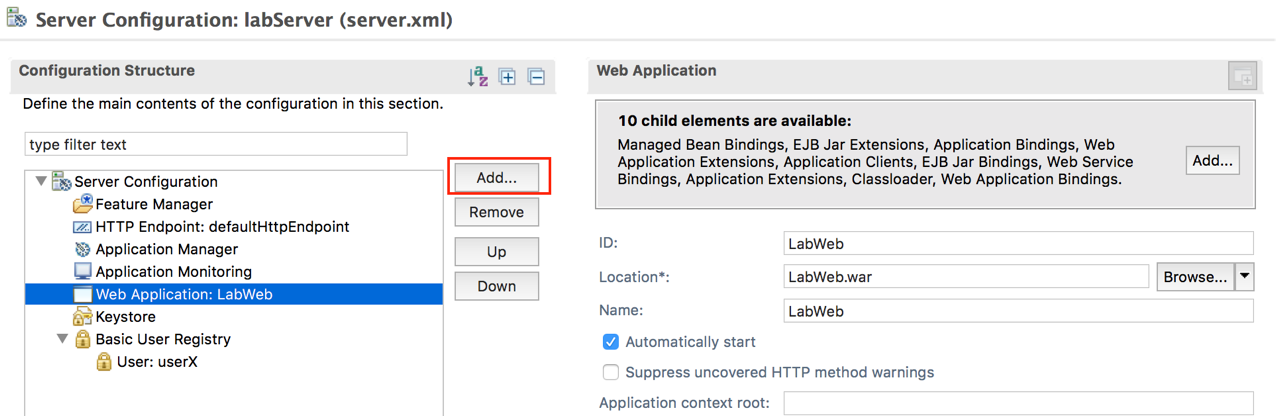 Server Configuration: labServer (server.xml)
Configuration Structure
Define the main contents of the configuration in this section.
type filter text
Server Configuration
Feature Manager
HTTP Endpoint: defaultHttpEndpoint
Application Manager
Application Monitoring
Web Application: LabWeb
Keystore
Basic User Registry
User: userX
Add...
Remove
Up
Down
Web Application
10 child elements are available:
Managed Bean Bindings, EJB Jar Extensions, Application Bindings, Web
Application Extensions, Application Clients, EJB Jar Bindings, Web Service
Bindings, Application Extensions, Classloader, Web Application Bindings.
Add...
ID: LabWeb
Location*: LabWeb.war Browse...
Name: LabWeb
Automatically start
Suppress uncovered HTTP method warnings
Application context root: